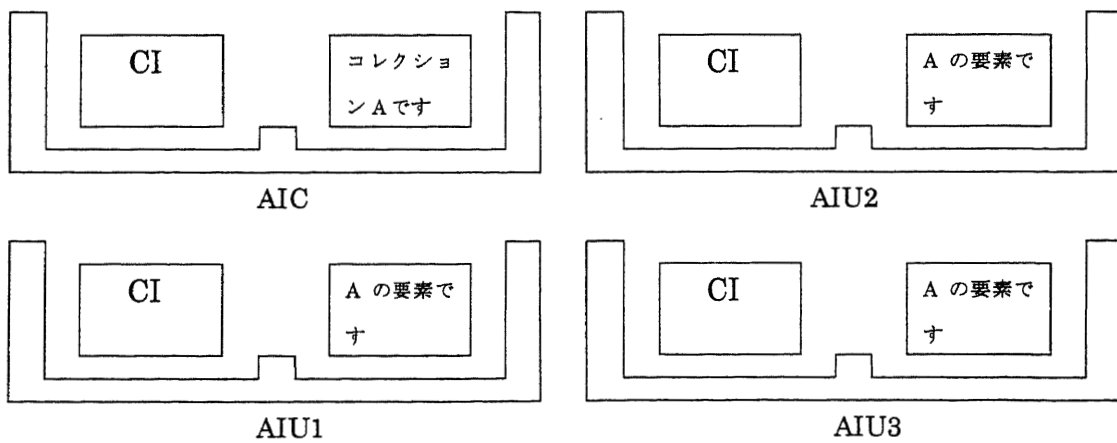 CI
コレクショ
ンAです
AIC
CI
A の要素で
す
AIU2
CI
A の要素で
す
AIU1
CI
A の要素で
す
AIU3